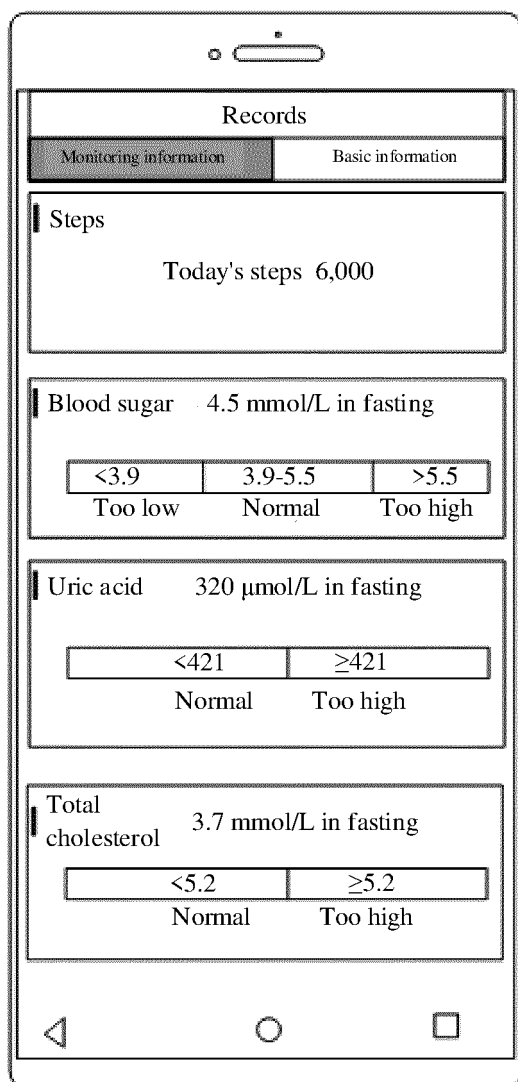 Records
Monitoring information Basic information
Steps
Today's steps 6,000
Blood sugar 4.5 mmol/L in fasting
<3.9 3.9-5.5 >5.5
Too low Normal Too high
Uric acid 320 μmol/L in fasting
<421 ≥421
Normal Too high
Total
cholesterol 3.7 mmol/L in fasting
<5.2 ≥5.2
Normal Too high